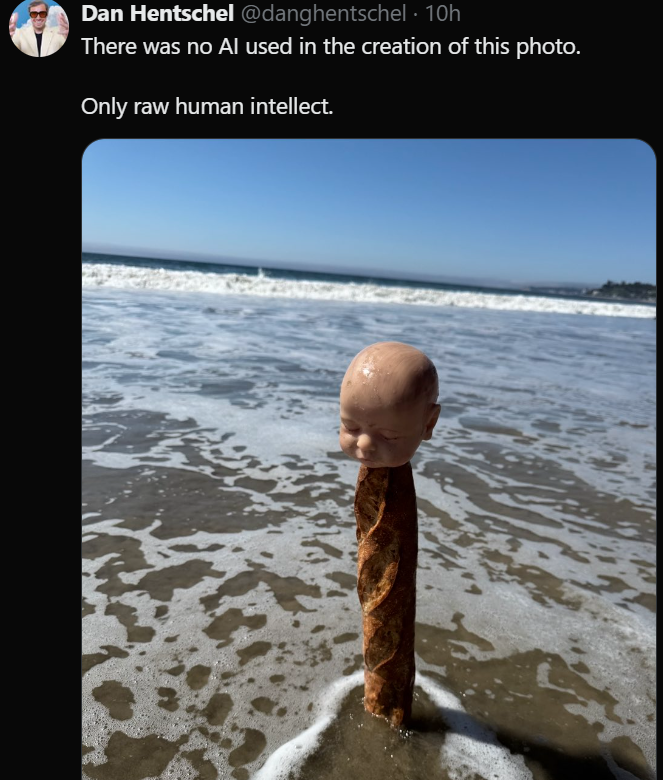 Dan Hentschel @danghentschel · 10h
There was no AI used in the creation of this photo.
Only raw human intellect.